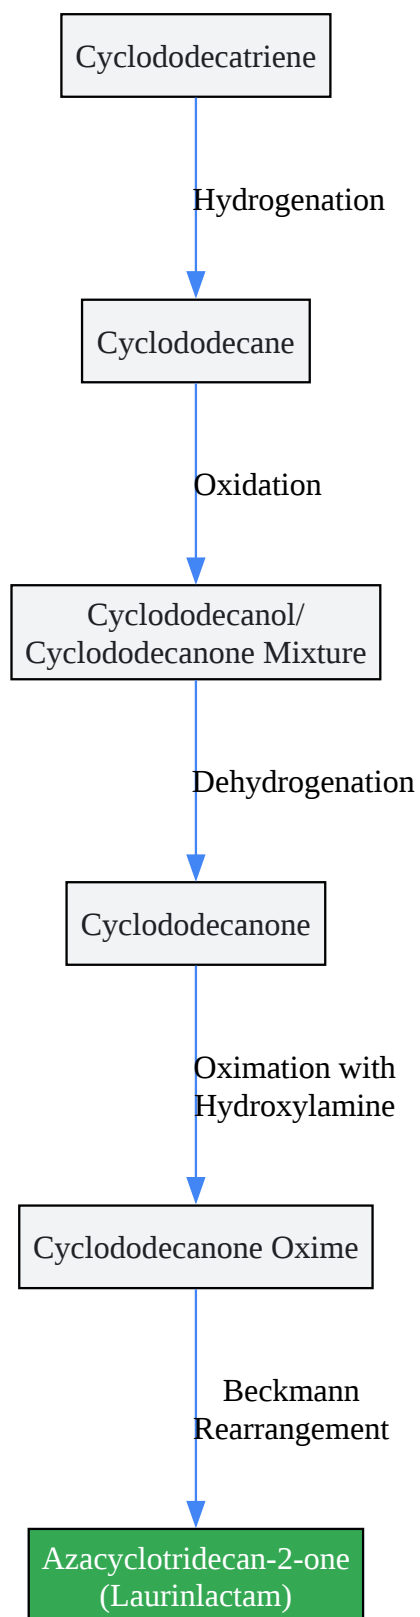 Cyclododecatriene
Hydrogenation
Cyclododecane
Oxidation
Cyclododecanol/
Cyclododecanone Mixture
Dehydrogenation
Cyclododecanone
Oximation with
Hydroxylamine
Cyclododecanone Oxime
Beckmann
Rearrangement
Azacyclotridecan-2-one
(Laurinlactam)